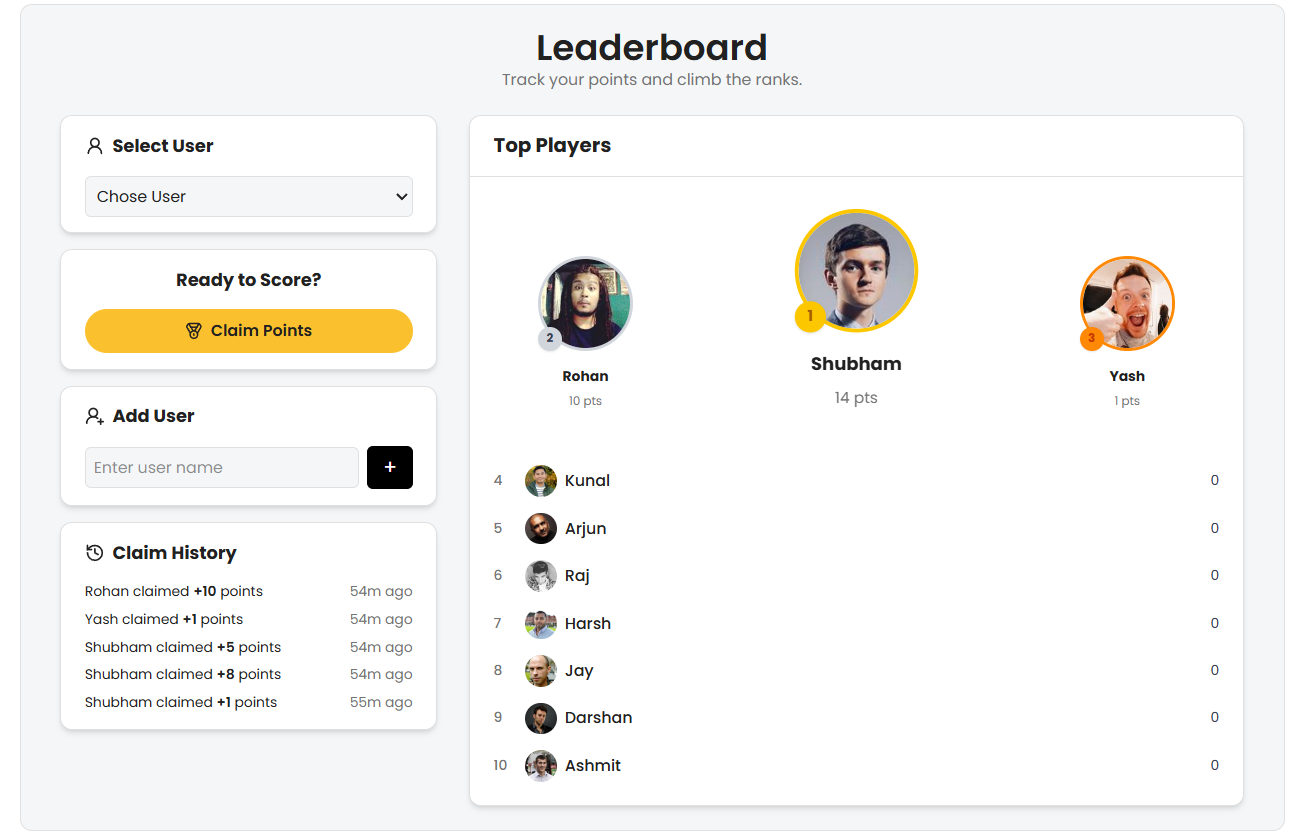 Leaderboard
Track your points and climb the ranks.
Select User
Chose User
Ready to Score?
Claim Points
Add User
Enter user name
+
Claim History
Rohan claimed +10 points 54m ago
Yash claimed +1 points 54m ago
Shubham claimed +5 points 54m ago
Shubham claimed +8 points 54m ago
Shubham claimed +1 points 55m ago
Top Players
2
Rohan
10 pts
1
Shubham
14 pts
3
Yash
1 pts
4 Kunal 0
5 Arjun 0
6 Raj 0
7 Harsh 0
8 Jay 0
9 Darshan 0
10 Ashmit 0